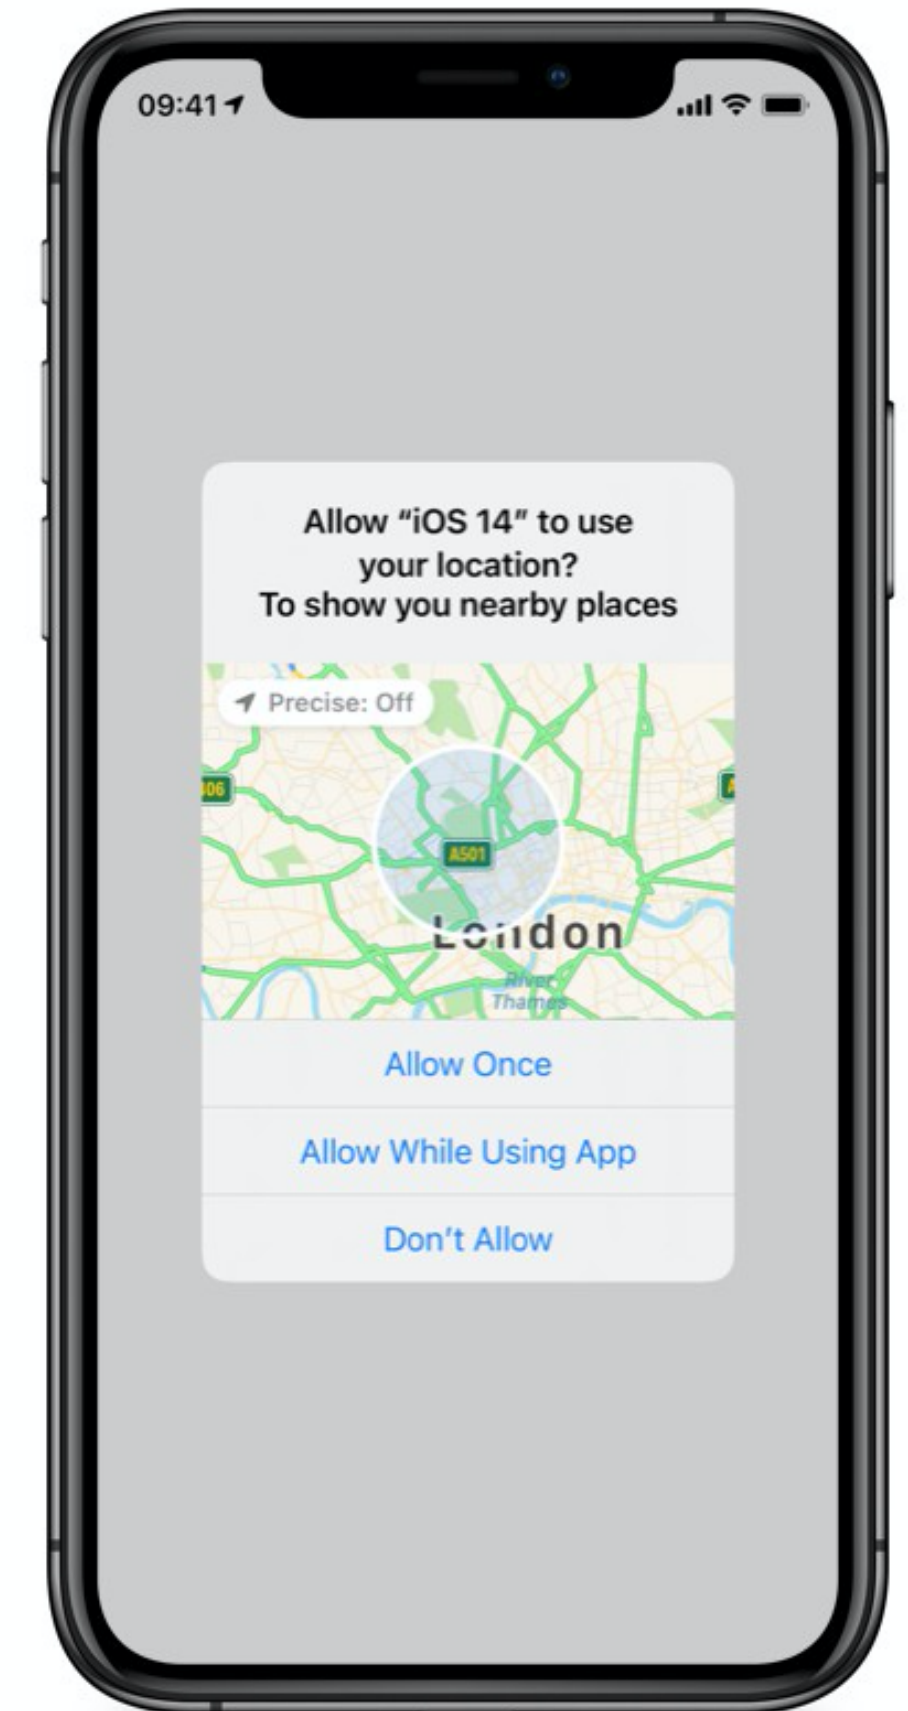 09:41
Allow “iOS 14” to use
your location?
To show you nearby places
Precise: Off
A501
London
River
Thames
Allow Once
Allow While Using App
Don’t Allow